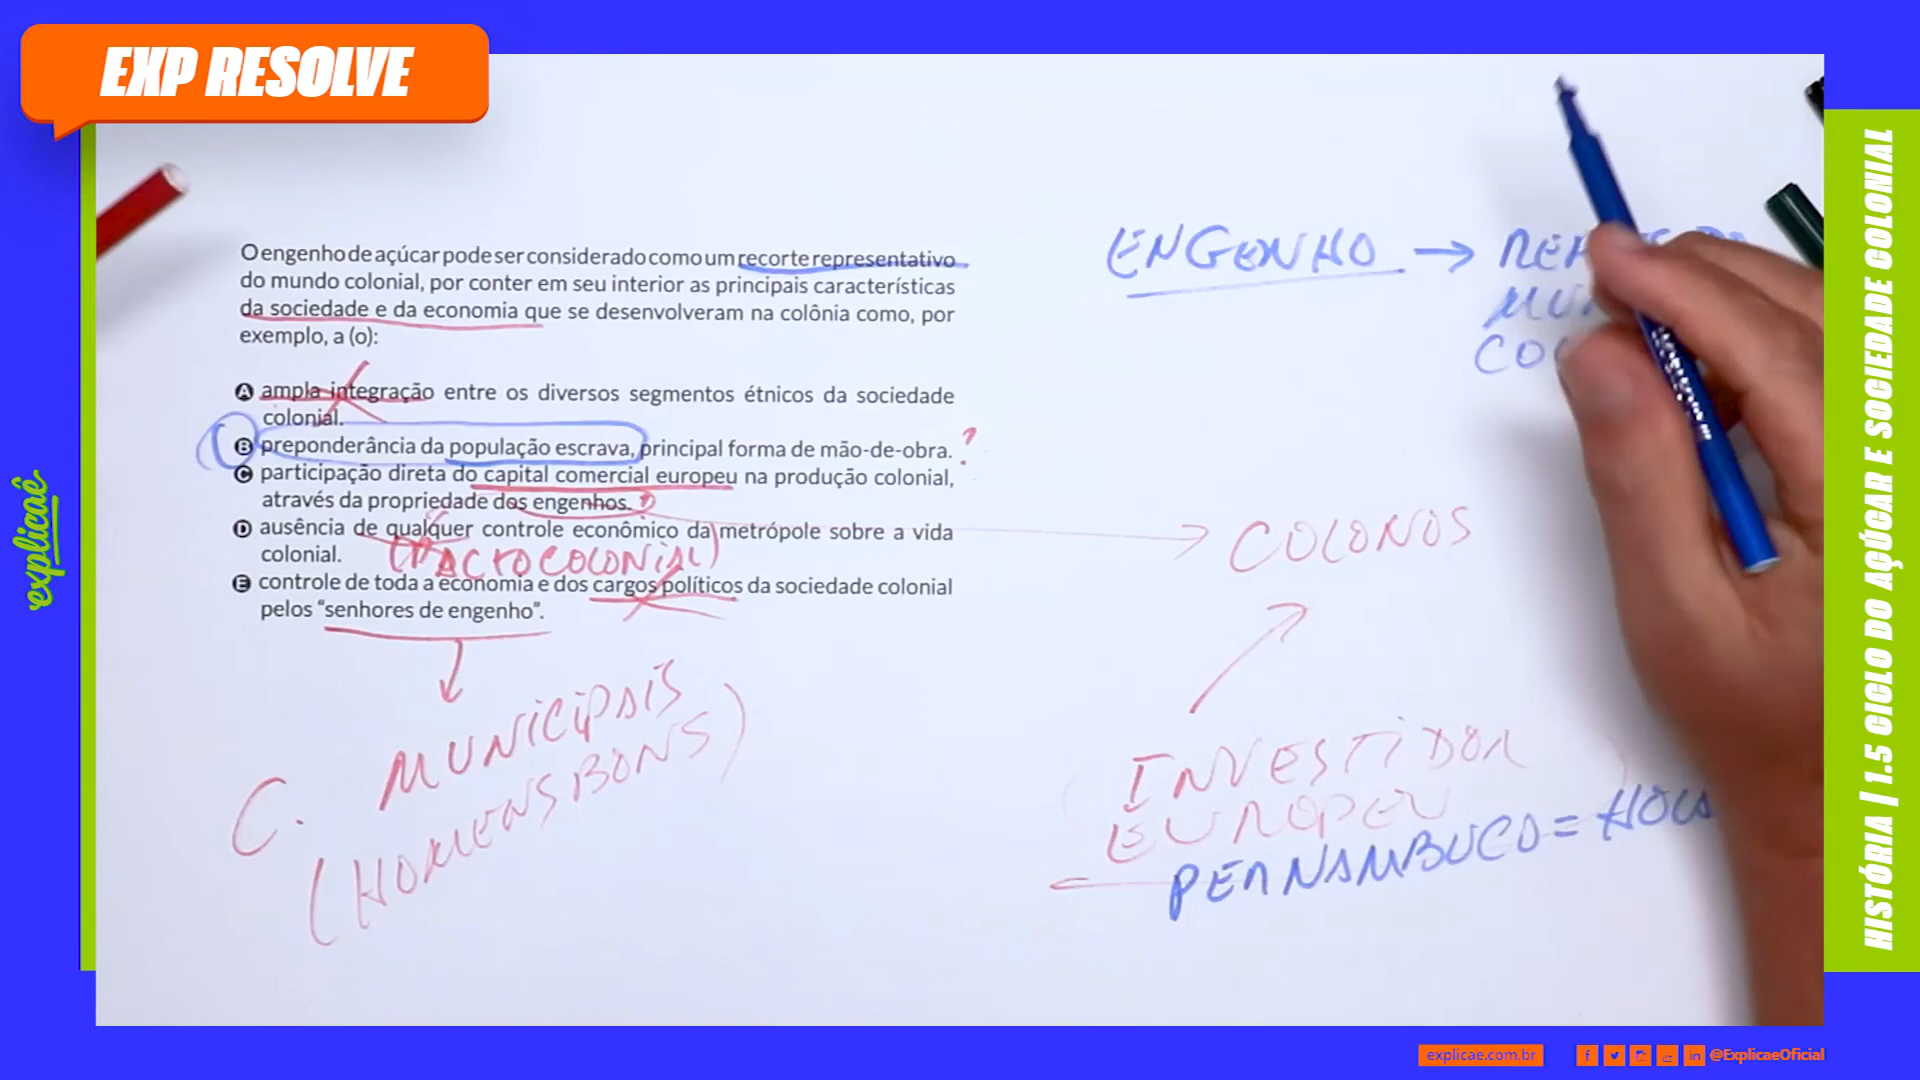 EXP RESOLVE
O engenho de açúcar pode ser considerado como um recorte representativo
do mundo colonial, por conter em seu interior as principais características
da sociedade e da economia que se desenvolveram na colônia como, por
exemplo, a (o):
A ampla integração entre os diversos segmentos étnicos da sociedade
colonial.
B preponderância da população escrava, principal forma de mão-de-obra. ?
C participação direta do capital comercial europeu na produção colonial,
através da propriedade dos engenhos.
D ausência de qualquer controle econômico da metrópole sobre a vida
colonial.
(PACTO COLONIAL)
E controle de toda a economia e dos cargos políticos da sociedade colonial
pelos "senhores de engenho".
C. MUNICIPAIS
(HOMENS BONS)
ENGENHO →
COLONOS
INVESTIDOR
EUROPEU
PERNAMBUCO =
explicaê
HISTÓRIA | 1.5 CICLO DO AÇÚCAR E SOCIEDADE COLONIAL
explicae.com.br
@ExplicaeOficial